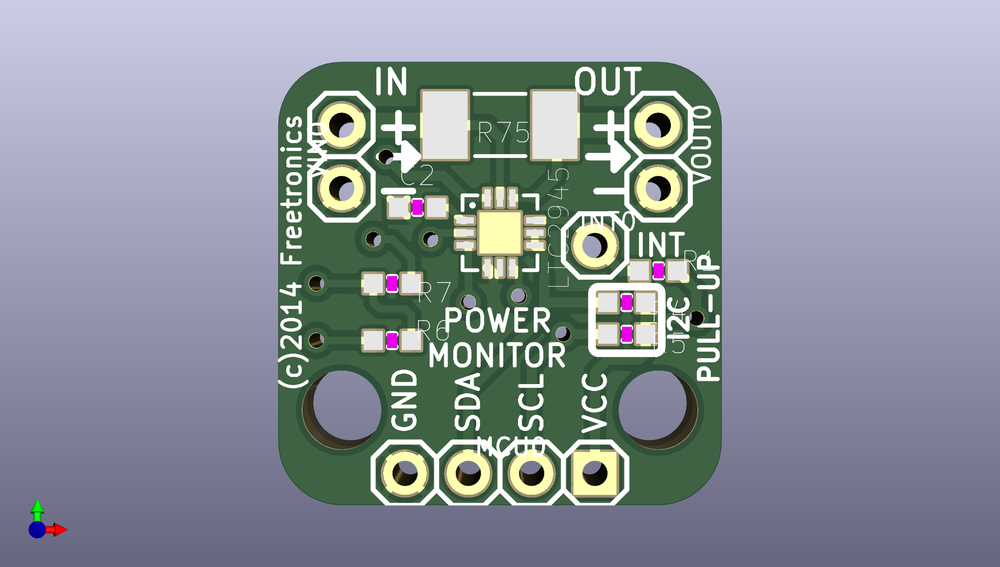 IN
OUT
+
+
R75
VOUT0
C2
(c)2014 Freetronics
LTC2945
INT0
INT
R7
R6
POWER
MONITOR
I2C
PULL-UP
GND
SDA
SCL
VCC
MCU0